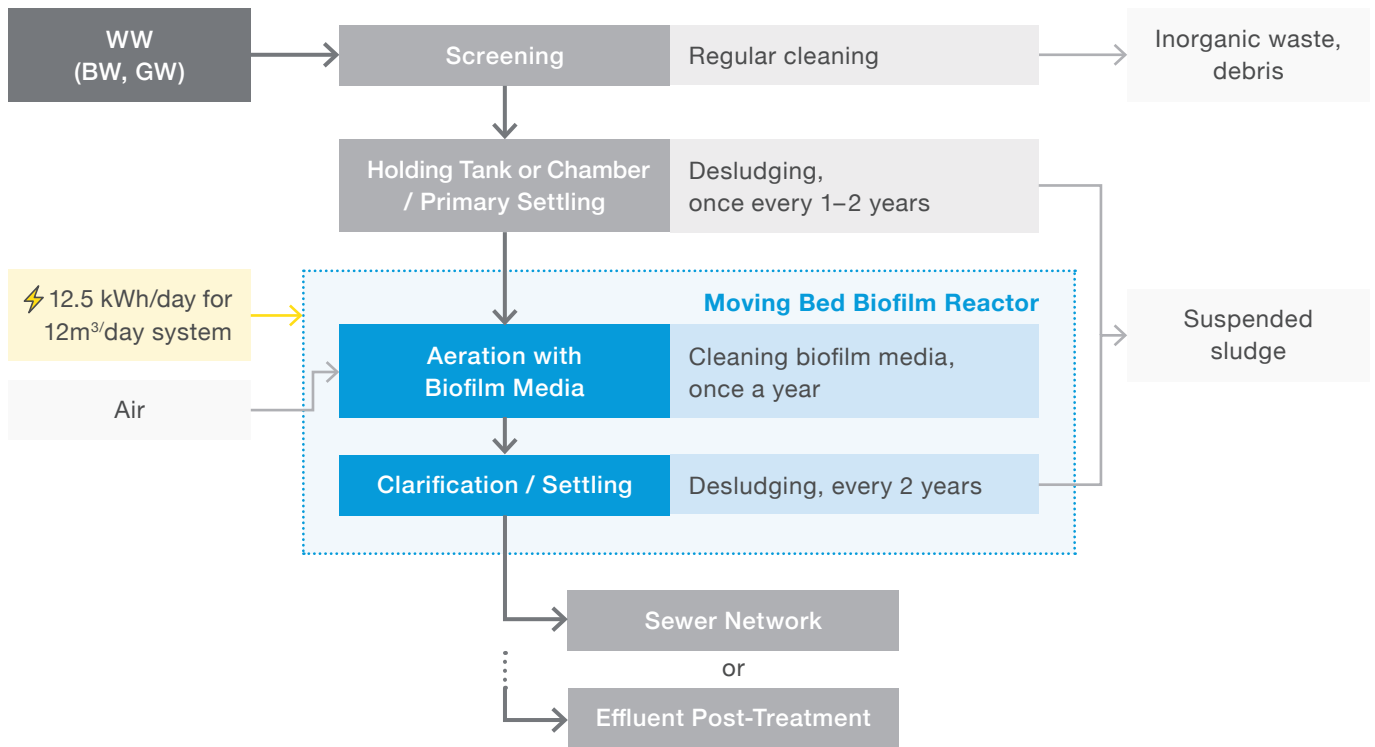 WW
(BW, GW)
Screening
Regular cleaning
Inorganic waste,
debris
Holding Tank or Chamber
/ Primary Settling
Desludging,
once every 1–2 years
12.5 kWh/day for
12m³/day system
Moving Bed Biofilm Reactor
Suspended
sludge
Aeration with
Biofilm Media
Cleaning biofilm media,
once a year
Air
Clarification / Settling
Desludging, every 2 years
Sewer Network
or
Effluent Post-Treatment